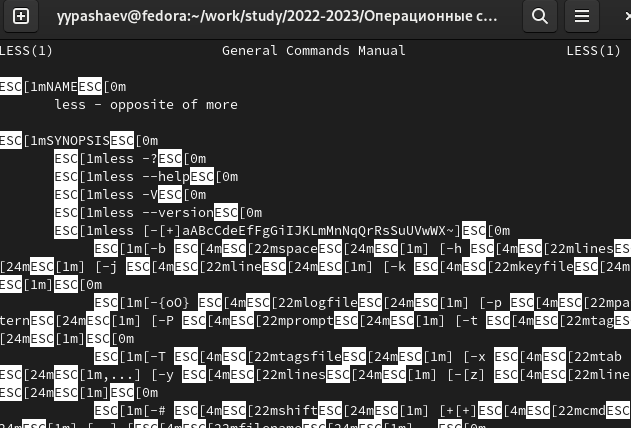 yypashaev@fedora:~/work/study/2022-2023/Операционные с...
LESS(1) General Commands Manual LESS(1)
ESC[1mNAMEESC[0m
less - opposite of more
ESC[1mSYNOPSISESC[0m
ESC[1mless -?ESC[0m
ESC[1mless --helpESC[0m
ESC[1mless -VESC[0m
ESC[1mless --versionESC[0m
ESC[1mless [-[+]aABcCdeEfFgGiIJKLmMnNqQrRsSuUVwWX~]ESC[0m
ESC[1m[-b ESC[4mESC[22mspaceESC[24mESC[1m] [-h ESC[4mESC[22mlinesES
[24mESC[1m] [-j ESC[4mESC[22mlineESC[24mESC[1m] [-k ESC[4mESC[22mkeyfileESC[24m
ESC[1m]ESC[0m
ESC[1m[-{oO} ESC[4mESC[22mlogfileESC[24mESC[1m] [-p ESC[4mESC[22mpa
ternESC[24mESC[1m] [-P ESC[4mESC[22mpromptESC[24mESC[1m] [-t ESC[4mESC[22mtagES
[24mESC[1m]ESC[0m
ESC[1m[-T ESC[4mESC[22mtagsfileESC[24mESC[1m] [-x ESC[4mESC[22mtab
ESC[24mESC[1m,...] [-y ESC[4mESC[22mlinesESC[24mESC[1m] [-[z] ESC[4mESC[22mline
ESC[24mESC[1m]ESC[0m
ESC[1m[-# ESC[4mESC[22mshiftESC[24mESC[1m] [+[+]ESC[4mESC[22mcmdES